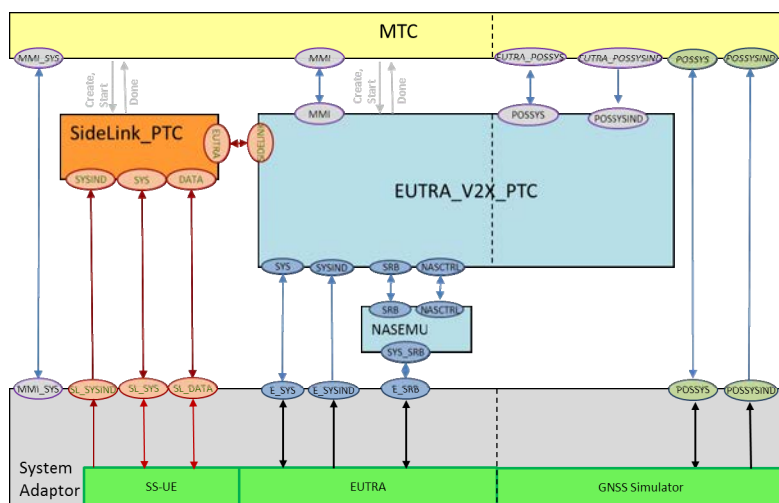 MTC
MMI_SYS
MMI
EUTRA_POSSYS
EUTRA_POSSYSIND
POSSYS
POSSYSIND
Create,
Start
Done
Create,
Start
Done
SideLink_PTC
EUTRA
SIDELINK
MMI
POSSYS
POSSYSIND
SYSIND
SYS
DATA
EUTRA_V2X_PTC
SYS
SYSIND
SRB
NASCTRL
SRB
NASCTRL
NASEMU
SYS_SRB
MMI_SYS
SL_SYSIND
SL_SYS
SL_DATA
E_SYS
E_SYSIND
E_SRB
POSSYS
POSSYSIND
System
Adaptor
SS-UE
EUTRA
GNSS Simulator